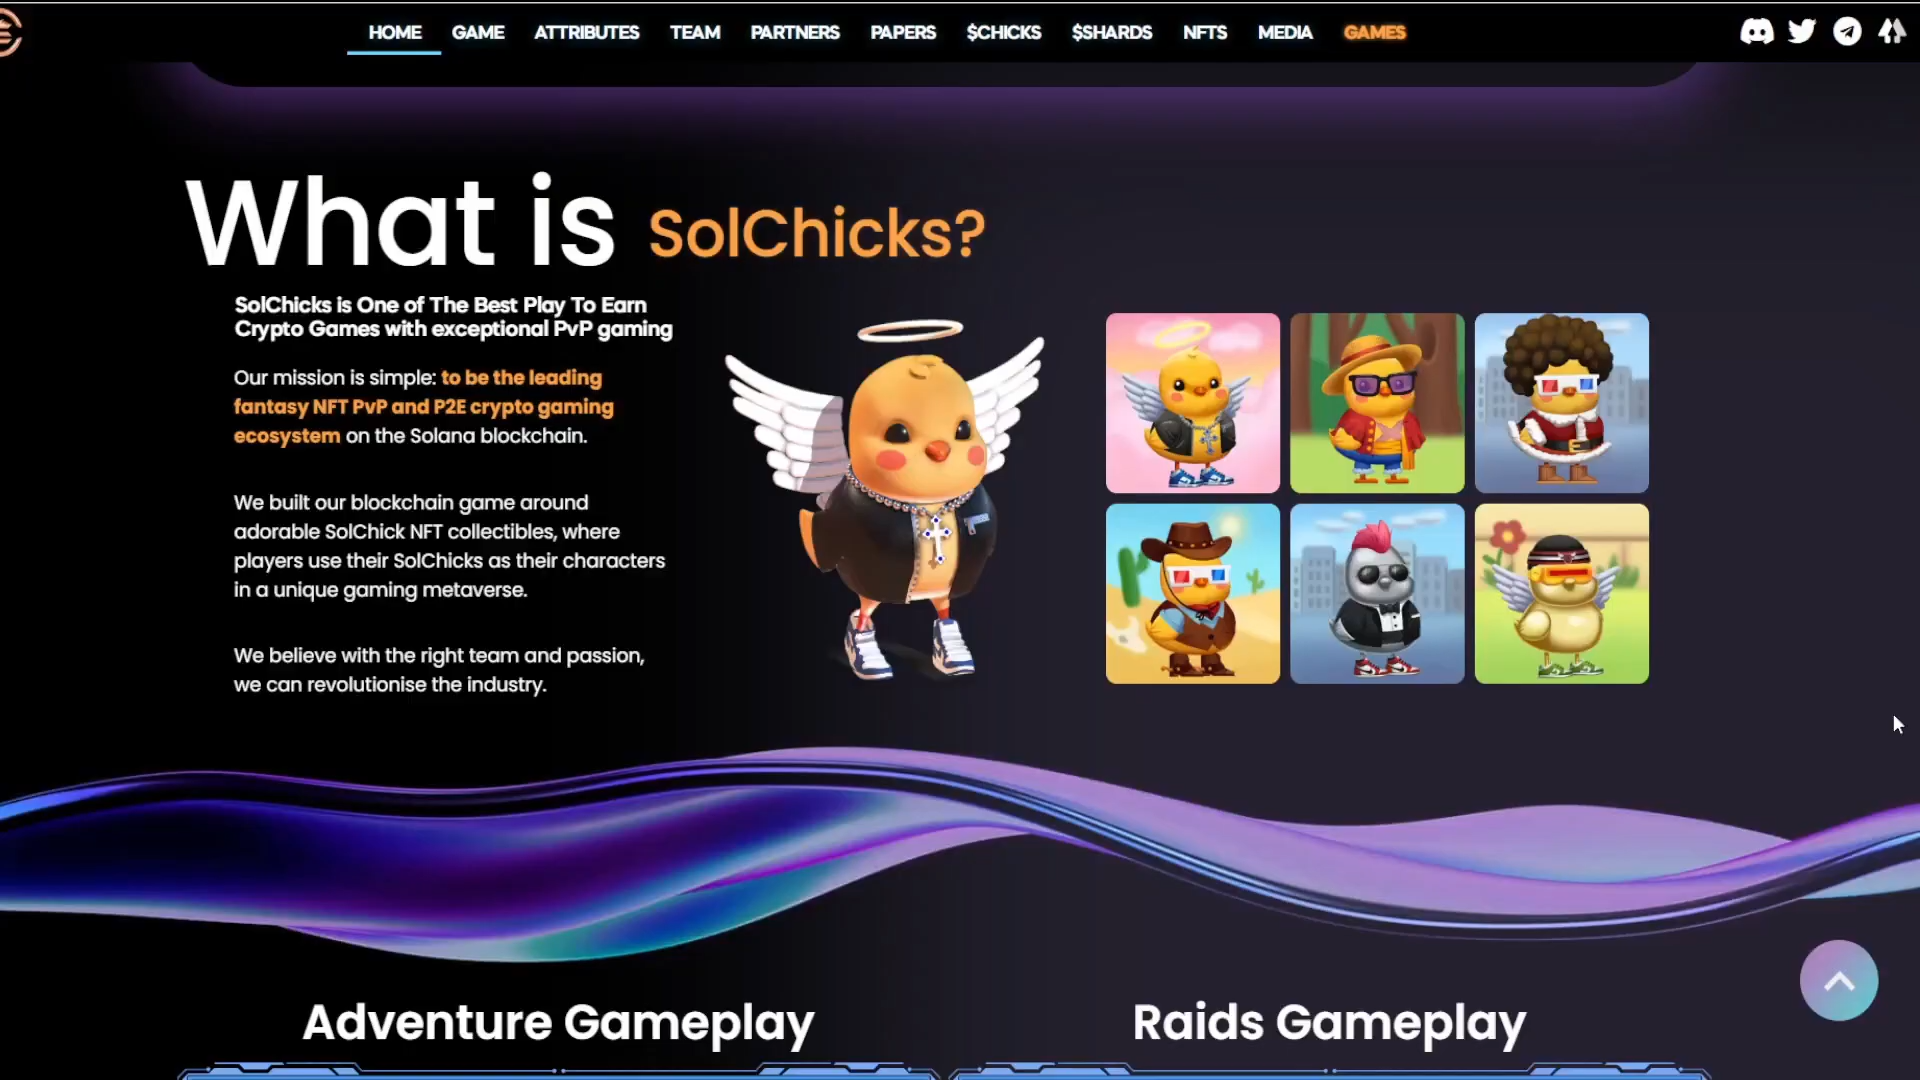 HOME GAME ATTRIBUTES TEAM PARTNERS PAPERS $CHICKS $SHARDS NFTS MEDIA GAMES
What is SolChicks?
SolChicks is One of The Best Play To Earn
Crypto Games with exceptional PvP gaming
Our mission is simple: to be the leading
fantasy NFT PvP and P2E crypto gaming
ecosystem on the Solana blockchain.
We built our blockchain game around
adorable SolChick NFT collectibles, where
players use their SolChicks as their characters
in a unique gaming metaverse.
We believe with the right team and passion,
we can revolutionise the industry.
Adventure Gameplay
Raids Gameplay